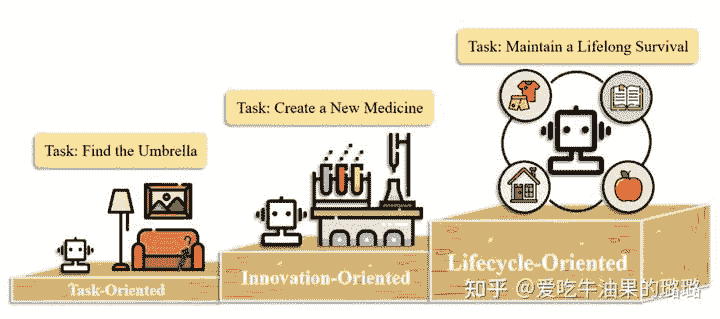 Task: Maintain a Lifelong Survival
Task: Create a New Medicine
Task: Find the Umbrella
Task-Oriented
Innovation-Oriented
Lifecycle-Oriented
知乎 @爱吃牛油果的璐璐